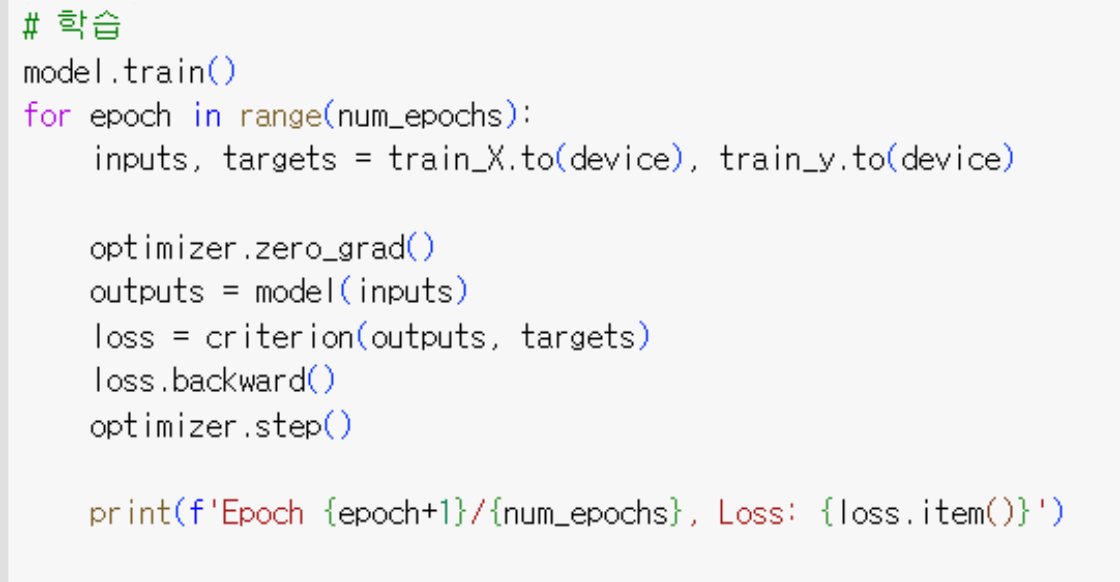 # 학습
model.train()
for epoch in range(num_epochs):
    inputs, targets = train_X.to(device), train_y.to(device)

    optimizer.zero_grad()
    outputs = model(inputs)
    loss = criterion(outputs, targets)
    loss.backward()
    optimizer.step()

    print(f'Epoch {epoch+1}/{num_epochs}, Loss: {loss.item()}')